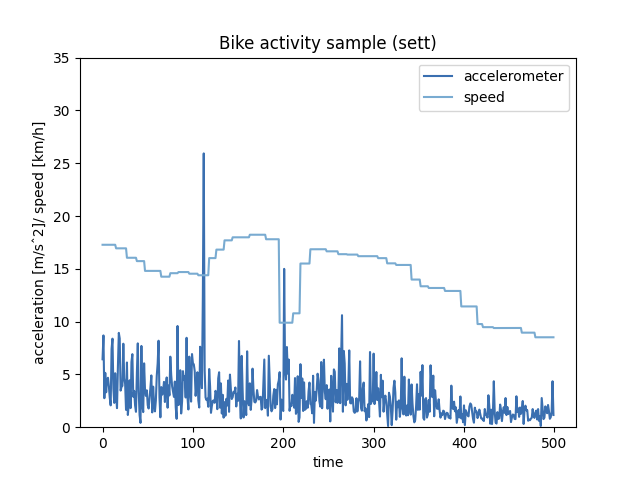 Bike activity sample (sett)
acceleration [m/s^2]/ speed [km/h]
35
30
25
20
15
10
5
0
accelerometer
speed
0
100
200
300
400
500
time